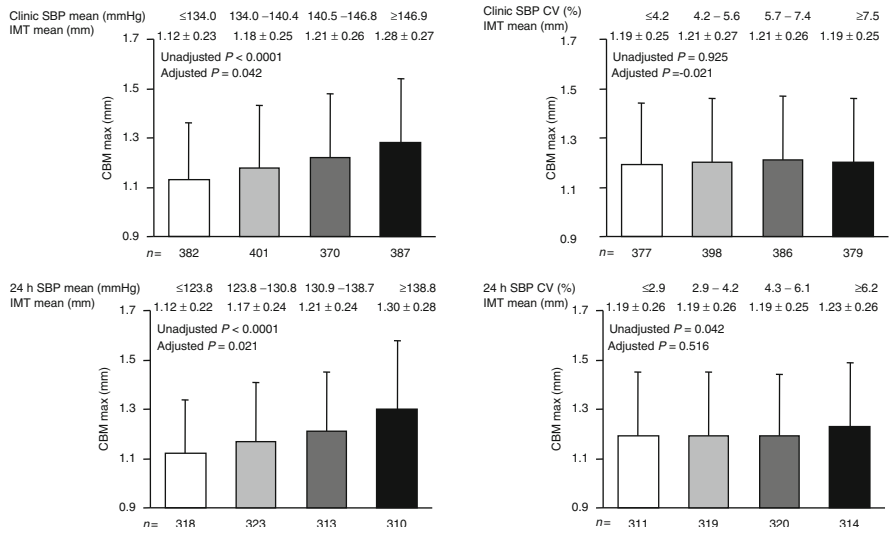 Clinic SBP mean (mmHg) ≤134.0 134.0 –140.4 140.5 –146.8 ≥146.9
IMT mean (mm) 1.12 ± 0.23 1.18 ± 0.25 1.21 ± 0.26 1.28 ± 0.27
1.7
Unadjusted P < 0.0001
Adjusted P = 0.042
1.5
1.3
1.1
0.9
CBM max (mm)
n= 382 401 370 387
Clinic SBP CV (%) ≤4.2 4.2 – 5.6 5.7 – 7.4 ≥7.5
IMT mean (mm) 1.19 ± 0.25 1.21 ± 0.27 1.21 ± 0.26 1.19 ± 0.25
1.7
Unadjusted P = 0.925
Adjusted P =-0.021
1.5
1.3
1.1
0.9
CBM max (mm)
n= 377 398 386 379
24 h SBP mean (mmHg) ≤123.8 123.8 –130.8 130.9 –138.7 ≥138.8
IMT mean (mm) 1.12 ± 0.22 1.17 ± 0.24 1.21 ± 0.24 1.30 ± 0.28
1.7
Unadjusted P < 0.0001
Adjusted P = 0.021
1.5
1.3
1.1
0.9
CBM max (mm)
n= 318 323 313 310
24 h SBP CV (%) ≤2.9 2.9 – 4.2 4.3 – 6.1 ≥6.2
IMT mean (mm) 1.19 ± 0.26 1.19 ± 0.26 1.19 ± 0.25 1.23 ± 0.26
1.7
Unadjusted P = 0.042
Adjusted P = 0.516
1.5
1.3
1.1
0.9
CBM max (mm)
n= 311 319 320 314